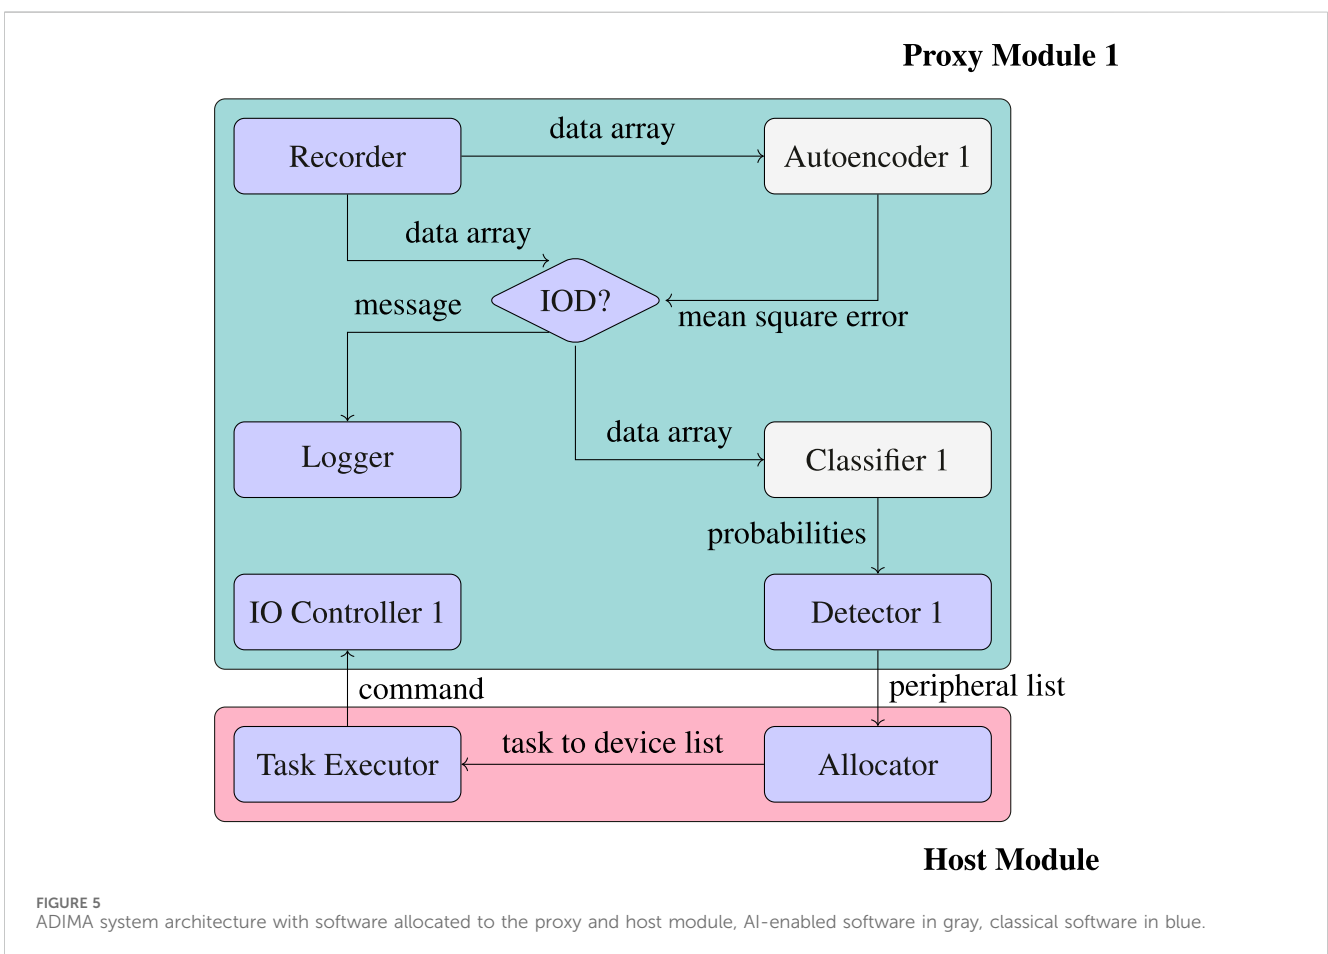 Proxy Module 1
data array
Recorder
Autoencoder 1
data array
message
IOD?
mean square error
data array
Logger
Classifier 1
probabilities
IO Controller 1
Detector 1
command
peripheral list
task to device list
Task Executor
Allocator
Host Module
FIGURE 5
ADIMA system architecture with software allocated to the proxy and host module, AI-enabled software in gray, classical software in blue.